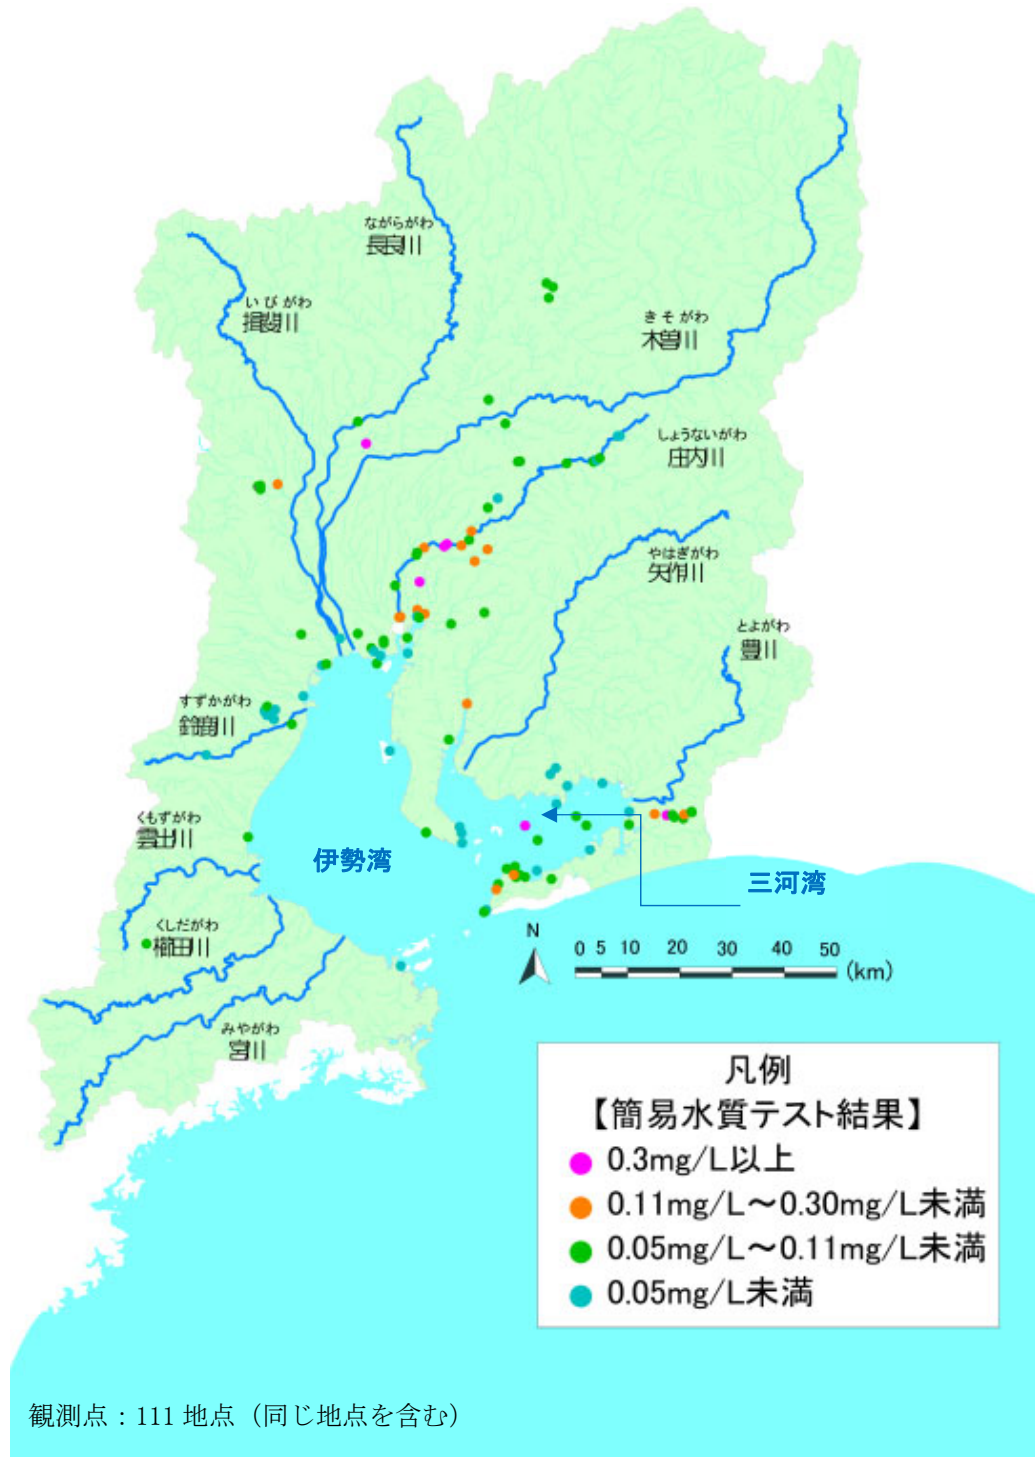 ながらがわ
長良川
いびがわ
揖斐川
きそがわ
木曽川
しょうないがわ
庄内川
やはぎがわ
矢作川
とよがわ
豊川
すずかがわ
鈴鹿川
くもずがわ
雲出川
伊勢湾
三河湾
くしだがわ
櫛田川
N
0 5 10 20 30 40 50
(km)
みやがわ
宮川
凡例
【簡易水質テスト結果】
0.3mg/L以上
0.11mg/L～0.30mg/L未満
0.05mg/L～0.11mg/L未満
0.05mg/L未満
観測点：111 地点（同じ地点を含む）